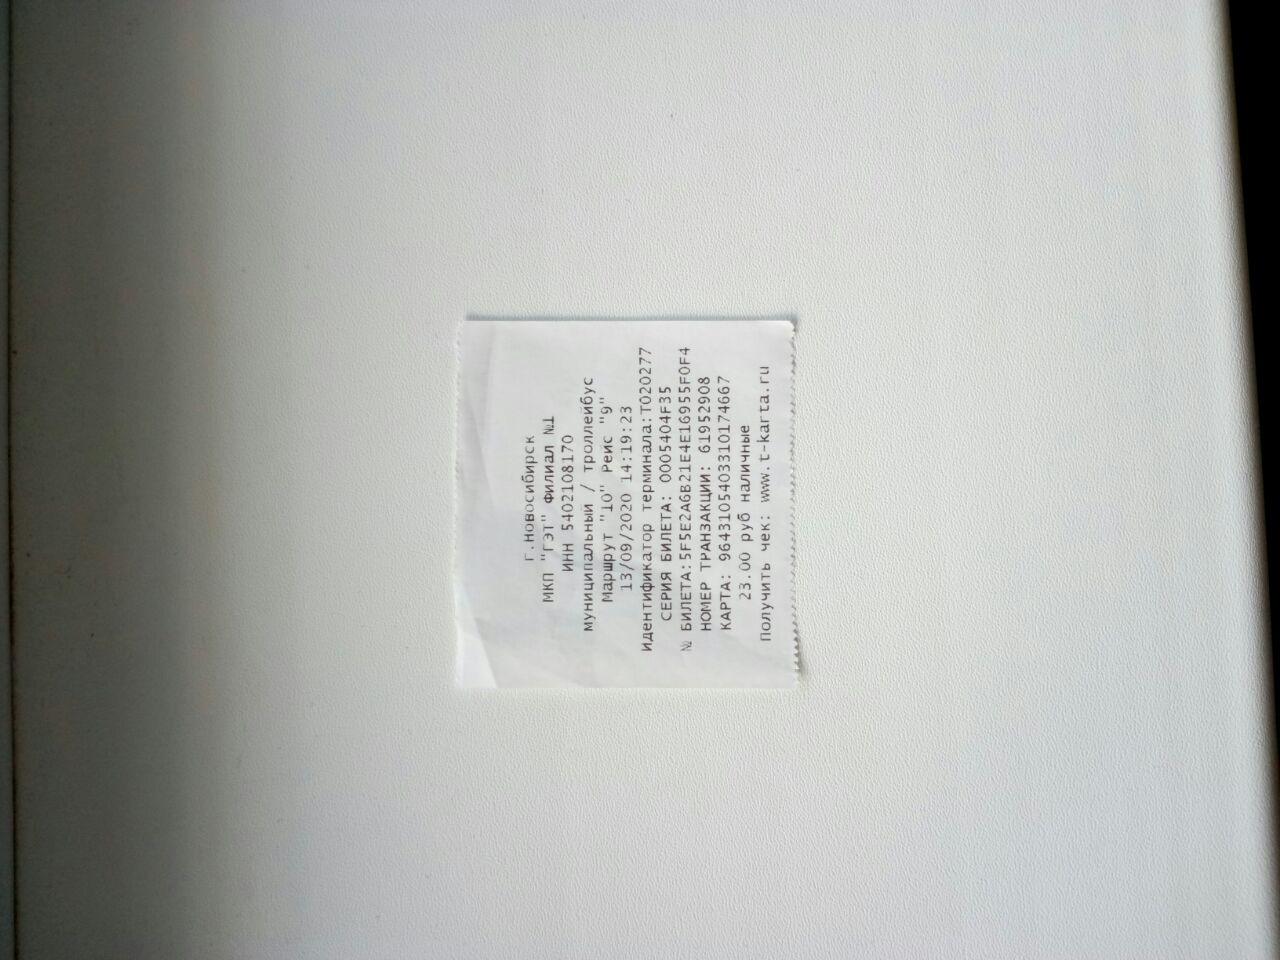 г.Новосибирск
МКП "ГЭТ" Филиал №1
ИНН 5402108170
муниципальный / троллейбус
Маршрут "10" Рейс "9"
13/09/2020 14:19:23
идентификатор терминала:T020277
СЕРИЯ БИЛЕТА: 0005404F35
№ БИЛЕТА:5F5E2A6B21E4E16955F0F4
НОМЕР ТРАНЗАКЦИИ: 61952908
КАРТА: 9643105403310174667
23.00 руб наличные
Получить чек: www.t-karta.ru